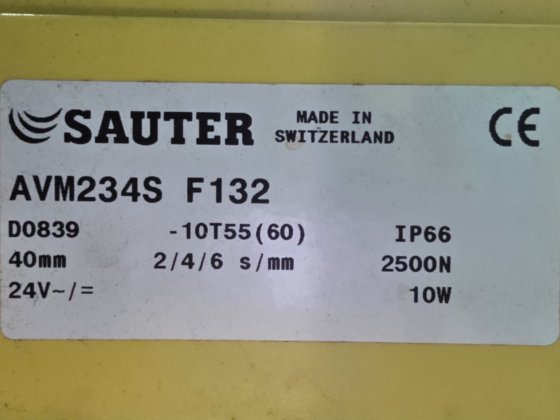 SAUTER MADE IN SWITZERLAND CE
AVM234S F132
D0839 -10T55(60) IP66
40mm 2/4/6 s/mm 2500N
24V~/= 10W